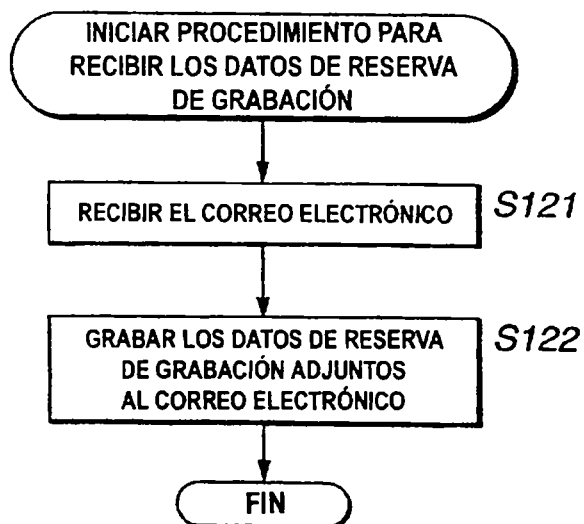 INICIAR PROCEDIMIENTO PARA
RECIBIR LOS DATOS DE RESERVA
DE GRABACIÓN
RECIBIR EL CORREO ELECTRÓNICO
S121
GRABAR LOS DATOS DE RESERVA
DE GRABACIÓN ADJUNTOS
AL CORREO ELECTRÓNICO
S122
FIN